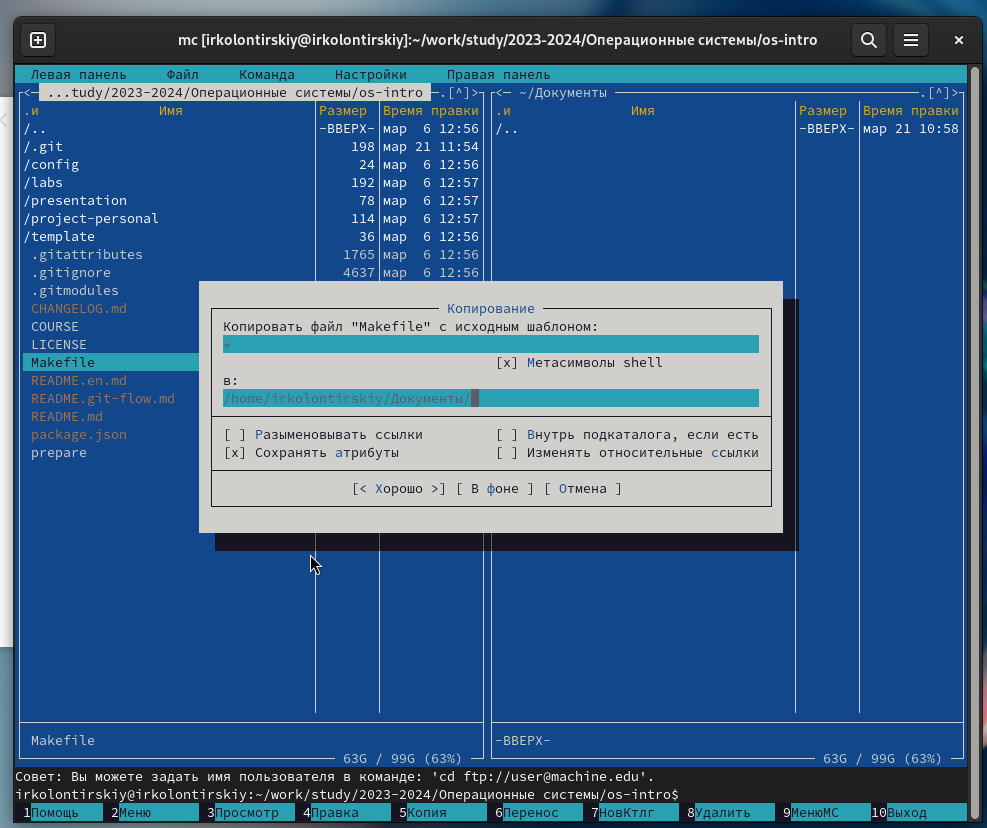 mc [irkolontirskiy@irkolontirskiy]:~/work/study/2023-2024/Операционные системы/os-intro
Левая панель Файл Команда Настройки Правая панель
<─ ...tudy/2023-2024/Операционные системы/os-intro ─.[^]> <─ ~/Документы ─.[^]>
.и Имя Размер Время правки .и Имя Размер Время правки
/.. -ВВЕРХ- мар 6 12:56 /.. -ВВЕРХ- мар 21 10:58
/.git 198 мар 21 11:54
/config 24 мар 6 12:56
/labs 192 мар 6 12:57
/presentation 78 мар 6 12:57
/project-personal 114 мар 6 12:57
/template 36 мар 6 12:56
.gitattributes 1765 мар 6 12:56
.gitignore 4637 мар 6 12:56
.gitmodules
CHANGELOG.md
COURSE
LICENSE
Makefile
README.en.md
README.git-flow.md
README.md
package.json
prepare
Копирование
Копировать файл "Makefile" с исходным шаблоном:
*
[x] Метасимволы shell
в:
/home/irkolontirskiy/Документы/
[ ] Разыменовывать ссылки [ ] Внутрь подкаталога, если есть
[x] Сохранять атрибуты [ ] Изменять относительные ссылки
[< Хорошо >] [ В фоне ] [ Отмена ]
Makefile -ВВЕРХ-
63G / 99G (63%) 63G / 99G (63%)
Совет: Вы можете задать имя пользователя в команде: 'cd ftp://user@machine.edu'.
irkolontirskiy@irkolontirskiy:~/work/study/2023-2024/Операционные системы/os-intro$
1Помощь 2Меню 3Просмотр 4Правка 5Копия 6Перенос 7НовКтлг 8Удалить 9МенюMC 10Выход